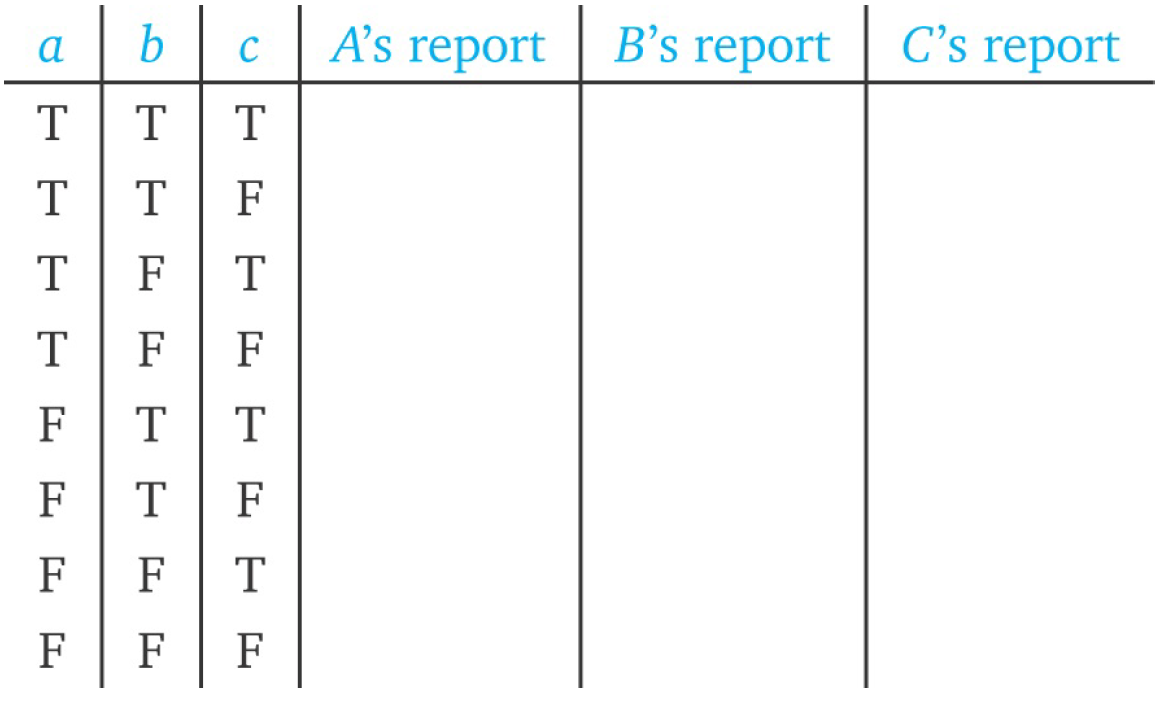 a b c A’s report B’s report C’s report
T T T
T T F
T F T
T F F
F T T
F T F
F F T
F F F